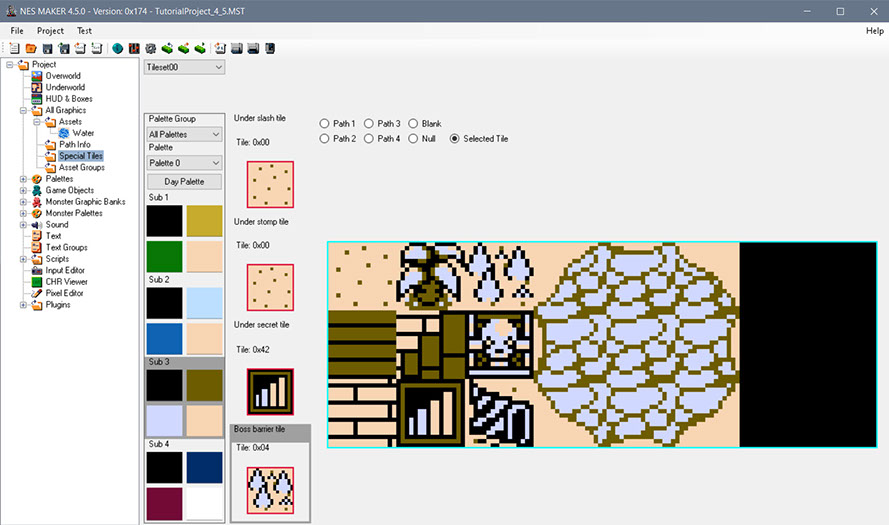 NES MAKER 4.5.0 - Version: 0x174 - TutorialProject_4_5.MST
File Project Test Help
Project
Overworld
Underworld
HUD & Boxes
All Graphics
Assets
Water
Path Info
Special Tiles
Asset Groups
Palettes
Game Objects
Monster Graphic Banks
Monster Palettes
Sound
Text
Text Groups
Scripts
Input Editor
CHR Viewer
Pixel Editor
Plugins
Tileset00
Palette Group
All Palettes
Palette
Palette 0
Day Palette
Sub 1
Sub 2
Sub 3
Sub 4
Under slash tile
Tile: 0x00
Under stomp tile
Tile: 0x00
Under secret tile
Tile: 0x42
Boss barrier tile
Tile: 0x04
Path 1 Path 3 Blank
Path 2 Path 4 Null Selected Tile